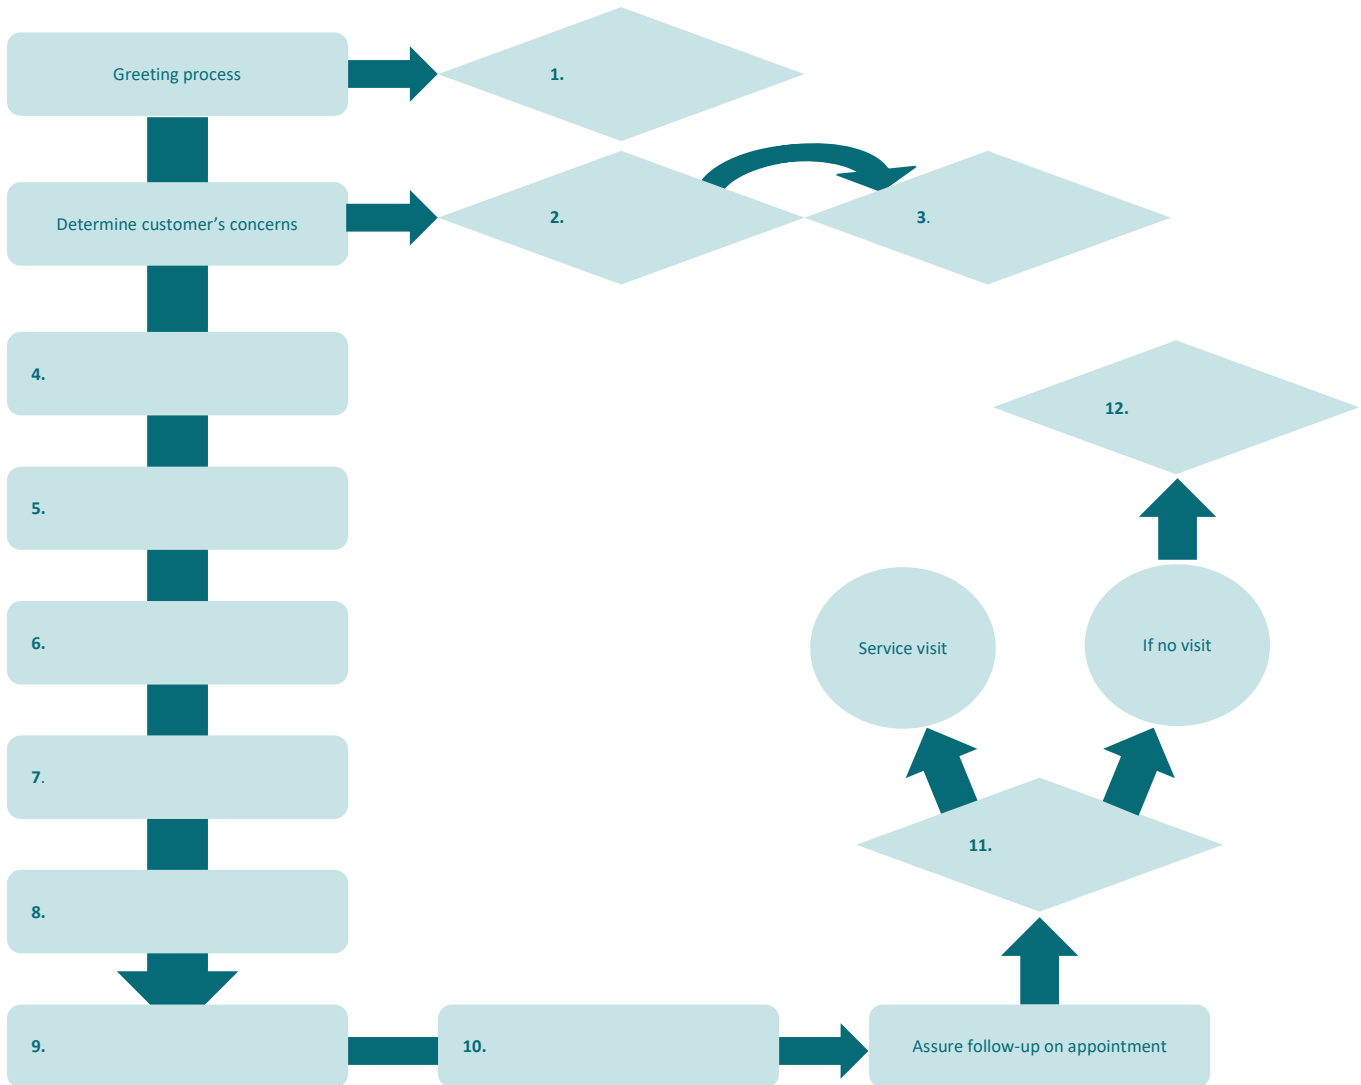 Greeting process
1.
Determine customer’s concerns
2.
3.
4.
12.
5.
6.
Service visit
If no visit
7.
11.
8.
9.
10.
Assure follow-up on appointment